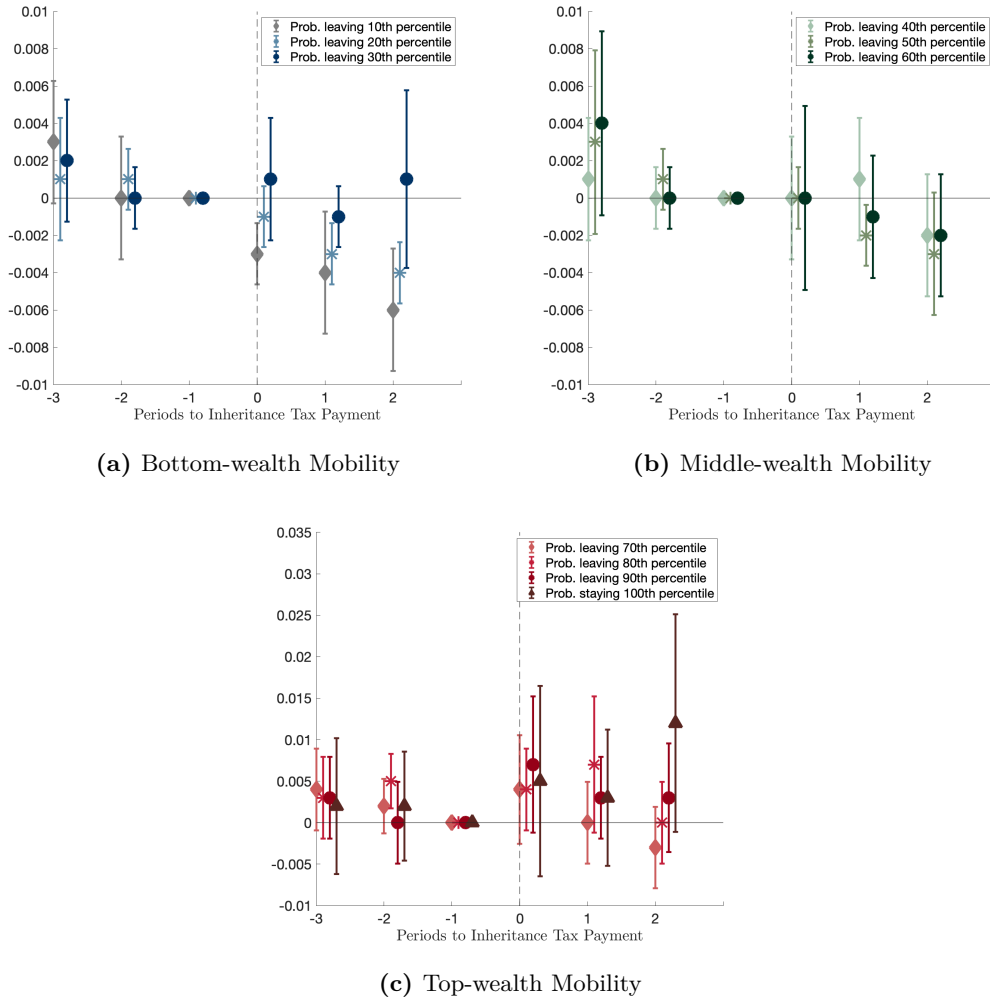 0.01
0.008
0.006
0.004
0.002
0
-0.002
-0.004
-0.006
-0.008
-0.01
Prob. leaving 10th percentile
Prob. leaving 20th percentile
Prob. leaving 30th percentile
-3 -2 -1 0 1 2
Periods to Inheritance Tax Payment
(a) Bottom-wealth Mobility
0.01
0.008
0.006
0.004
0.002
0
-0.002
-0.004
-0.006
-0.008
-0.01
Prob. leaving 40th percentile
Prob. leaving 50th percentile
Prob. leaving 60th percentile
-3 -2 -1 0 1 2
Periods to Inheritance Tax Payment
(b) Middle-wealth Mobility
0.035
0.03
0.025
0.02
0.015
0.01
0.005
0
-0.005
-0.01
Prob. leaving 70th percentile
Prob. leaving 80th percentile
Prob. leaving 90th percentile
Prob. staying 100th percentile
-3 -2 -1 0 1 2
Periods to Inheritance Tax Payment
(c) Top-wealth Mobility